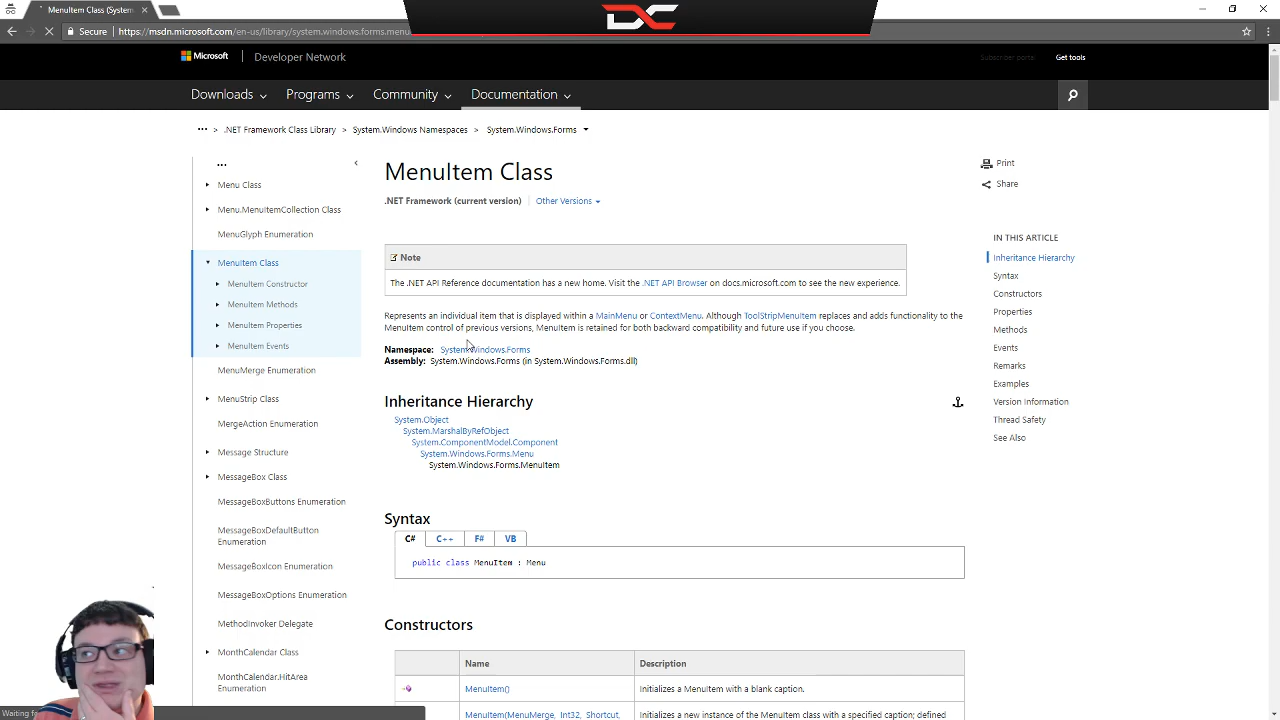 MenuItem Class (System
DC
Secure
https://msdn.microsoft.com/en-us/library/system.windows.forms.menu
Microsoft
Developer Network
Subscriber portal
Get tools
Downloads
Programs
Community
Documentation
... > .NET Framework Class Library > System.Windows Namespaces > System.Windows.Forms
...
Menu Class
Menu.MenuItemCollection Class
MenuGlyph Enumeration
MenuItem Class
MenuItem Constructor
MenuItem Methods
MenuItem Properties
MenuItem Events
MenuMerge Enumeration
MenuStrip Class
MergeAction Enumeration
Message Structure
MessageBox Class
MessageBoxButtons Enumeration
MessageBoxDefaultButton
Enumeration
MessageBoxIcon Enumeration
MessageBoxOptions Enumeration
MethodInvoker Delegate
MonthCalendar Class
MonthCalendar.HitArea
Enumeration
MenuItem Class
.NET Framework (current version)
Other Versions
Note
The .NET API Reference documentation has a new home. Visit the .NET API Browser on docs.microsoft.com to see the new experience.
Represents an individual item that is displayed within a MainMenu or ContextMenu. Although ToolStripMenuItem replaces and adds functionality to the
MenuItem control of previous versions, MenuItem is retained for both backward compatibility and future use if you choose.
Namespace: System.Windows.Forms
Assembly: System.Windows.Forms (in System.Windows.Forms.dll)
Inheritance Hierarchy
System.Object
System.MarshalByRefObject
System.ComponentModel.Component
System.Windows.Forms.Menu
System.Windows.Forms.MenuItem
Syntax
C# C++ F# VB
public class MenuItem : Menu
Constructors
Name Description
MenuItem() Initializes a MenuItem with a blank caption.
MenuItem(MenuMerge, Int32, Shortcut, Initializes a new instance of the MenuItem class with a specified caption; defined
Print
Share
IN THIS ARTICLE
Inheritance Hierarchy
Syntax
Constructors
Properties
Methods
Events
Remarks
Examples
Version Information
Thread Safety
See Also
Waiting fo